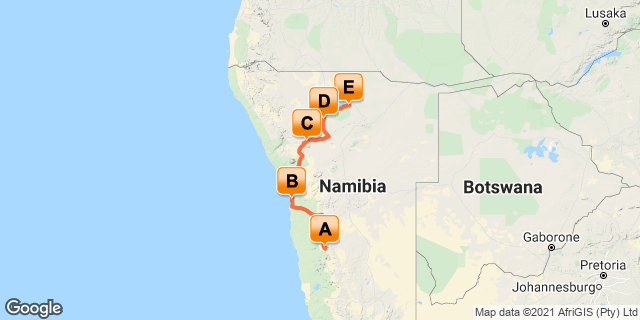 Lusaka
E
D
C
B
Namibia
Botswana
A
Gaborone
Pretoria
Johannesburg
Google
Map data ©2021 AfriGIS (Pty) Ltd